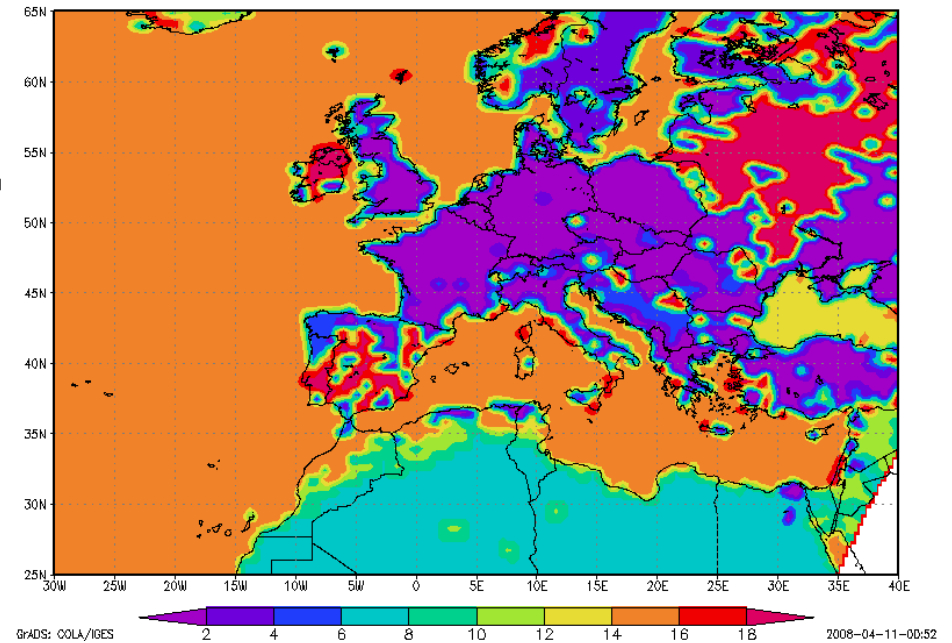 65N
60N
55N
50N
45N
40N
35N
30N
25N
30W 25W 20W 15W 10W 5W 0 5E 10E 15E 20E 25E 30E 35E 40E
2 4 6 8 10 12 14 16 18
GrADS: COLA/IGES 2008-04-11-00:52